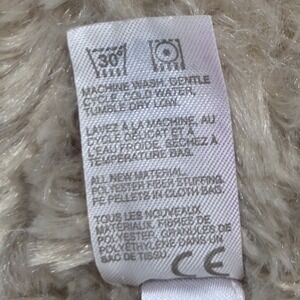 30°
MACHINE WASH, GENTLE
CYCLE, COLD WATER,
TUMBLE DRY LOW.
LAVEZ À LA MACHINE, AU
CYCLE DÉLICAT ET À
L'EAU FROIDE. SÉCHEZ À
TEMPERATURE BAS.
ALL NEW MATERIAL.
POLYESTER FIBER STUFFING,
PE PELLETS IN CLOTH BAG.
TOUS LES NOUVEAUX
MATÉRIAUX. FIBRES DE
POLYESTER, GRANULES DE
POLYÉTHYLÈNE DANS UN
SAC DE TISSU.
CE